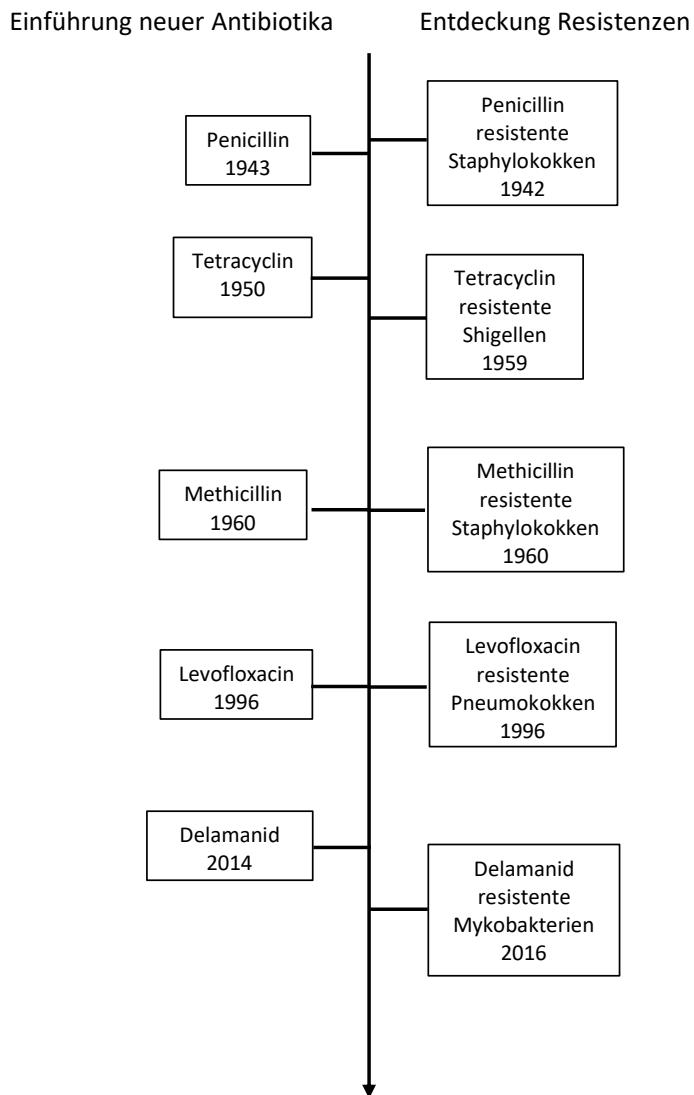 Einführung neuer Antibiotika
Entdeckung Resistenzen
Penicillin
1943
Penicillin
resistente
Staphylokokken
1942
Tetracyclin
1950
Tetracyclin
resistente
Shigellen
1959
Methicillin
1960
Methicillin
resistente
Staphylokokken
1960
Levofloxacin
1996
Levofloxacin
resistente
Pneumokokken
1996
Delamanid
2014
Delamanid
resistente
Mykobakterien
2016